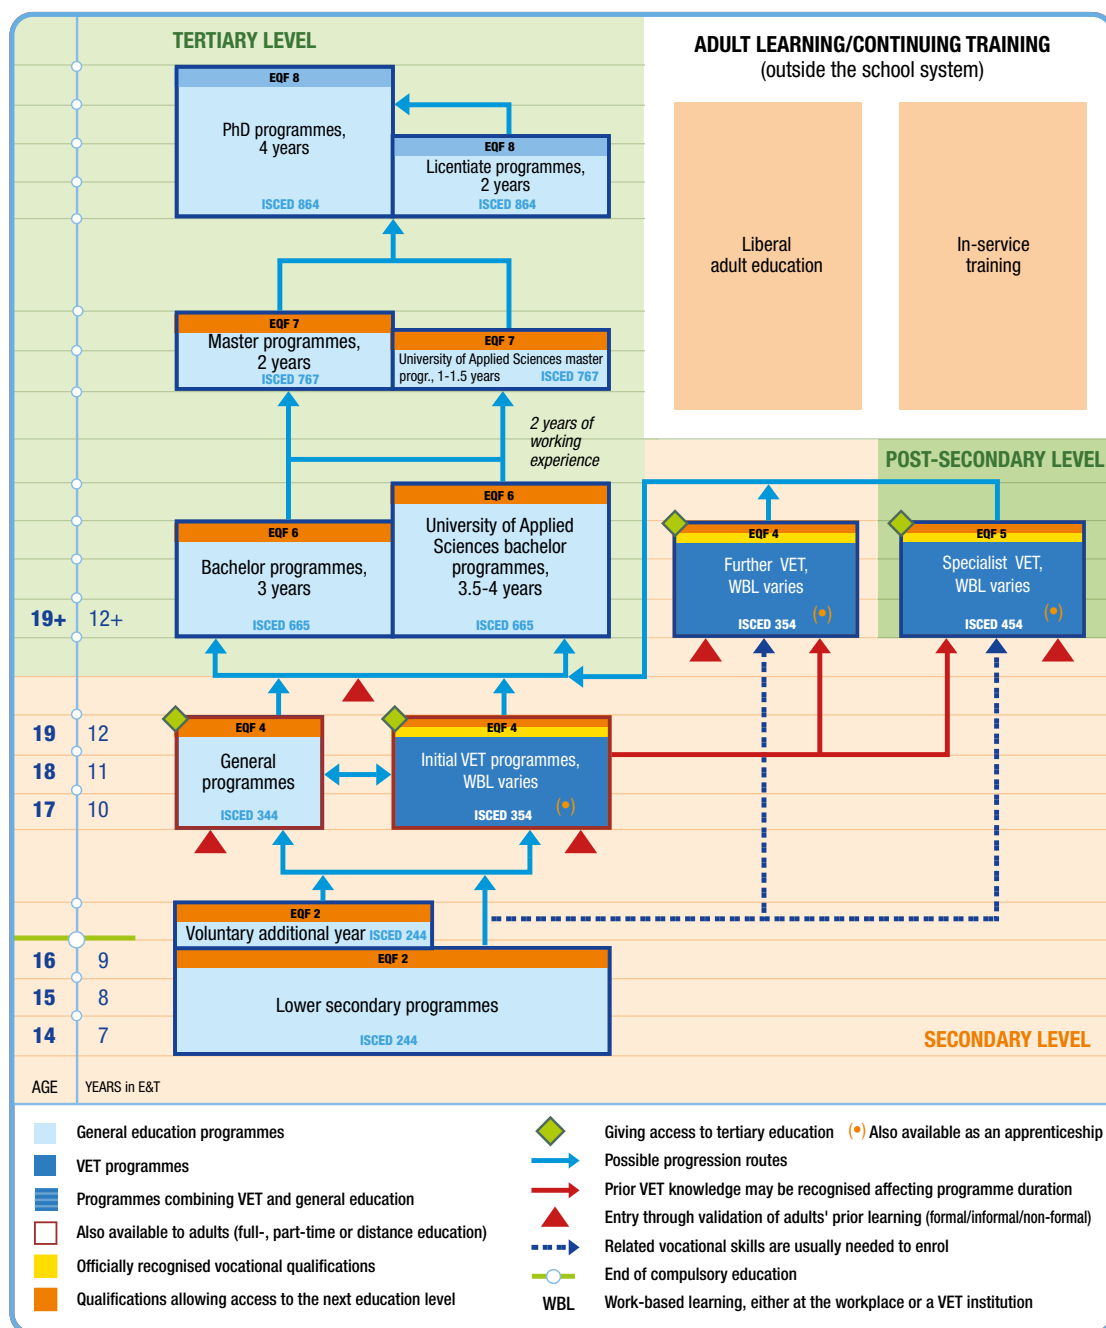 TERTIARY LEVEL
ADULT LEARNING/CONTINUING TRAINING
(outside the school system)
EQF 8
PhD programmes,
4 years
ISCED 864
EQF 8
Licentiate programmes,
2 years
ISCED 864
Liberal
adult education
In-service
training
EQF 7
Master programmes,
2 years
ISCED 767
EQF 7
University of Applied Sciences master
progr., 1-1.5 years ISCED 767
2 years of
working
experience
POST-SECONDARY LEVEL
EQF 6
Bachelor programmes,
3 years
ISCED 665
EQF 6
University of Applied
Sciences bachelor
programmes,
3.5-4 years
ISCED 665
EQF 4
Further VET,
WBL varies
ISCED 354
EQF 5
Specialist VET,
WBL varies
ISCED 454
19+ 12+
EQF 4
General
programmes
ISCED 344
EQF 4
Initial VET programmes,
WBL varies
ISCED 354
19 12
18 11
17 10
EQF 2
Voluntary additional year ISCED 244
EQF 2
Lower secondary programmes
ISCED 244
16 9
15 8
14 7
SECONDARY LEVEL
AGE YEARS in E&T
General education programmes
VET programmes
Programmes combining VET and general education
Also available to adults (full-, part-time or distance education)
Officially recognised vocational qualifications
Qualifications allowing access to the next education level
Giving access to tertiary education (•) Also available as an apprenticeship
Possible progression routes
Prior VET knowledge may be recognised affecting programme duration
Entry through validation of adults' prior learning (formal/informal/non-formal)
Related vocational skills are usually needed to enrol
End of compulsory education
WBL Work-based learning, either at the workplace or a VET institution